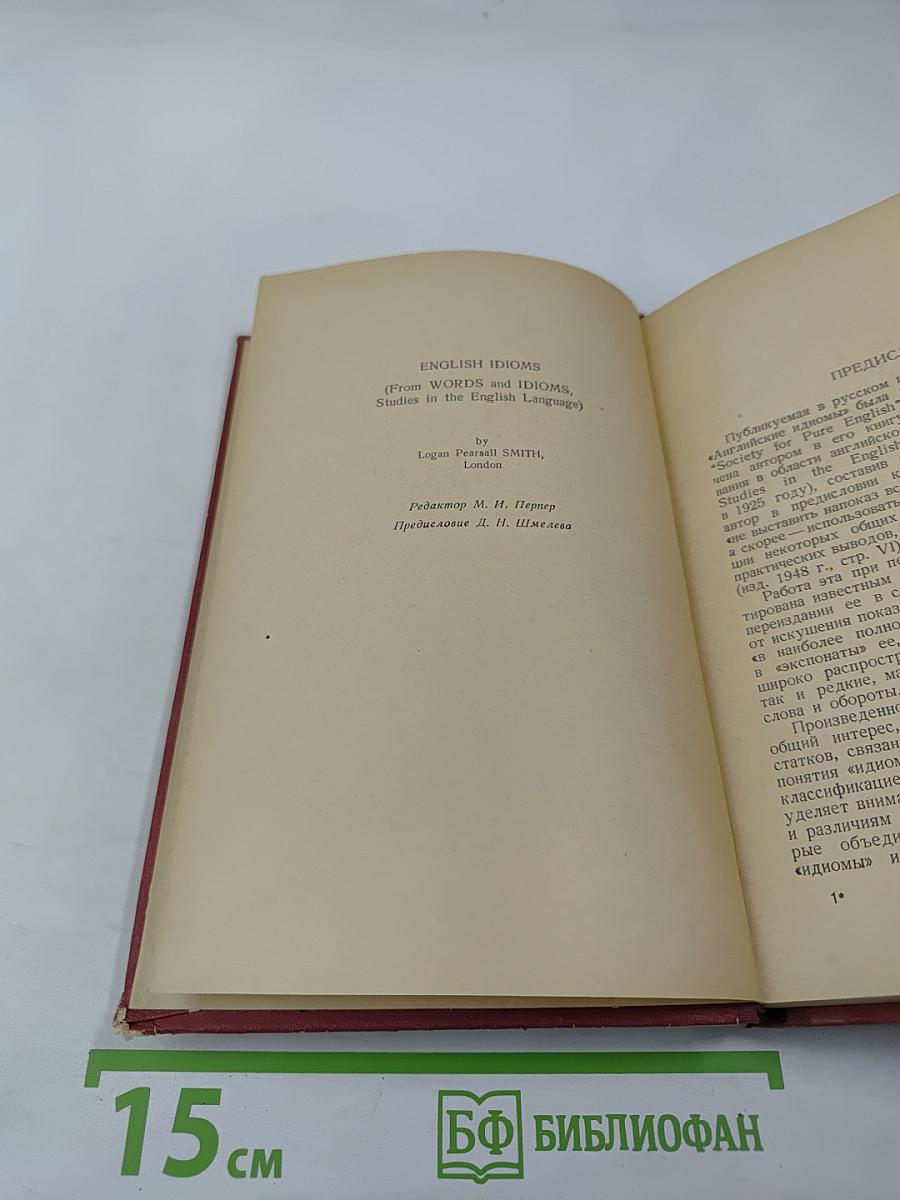 ENGLISH IDIOMS
(From WORDS and IDIOMS,
Studies in the English Language)
by
Logan Pearsall SMITH,
London
Редактор М. И. Перпер
Предисловие Д. Н. Шмелева
Публикуемая в русском
«Английские идиомы» была
"Society for Pure English"
чена автором в его книгу
вания в области английско
Studies in the English
в 1925 году), составив
автор в предисловии к
«не выставить напоказ вс
а скорее — использовать
ции некоторых общих
практических выводов,
(изд. 1948 г., стр. VI)
Работа эта при пе
тирована известным
переиздании ее в с
от искушения показ
«в наиболее полно
в «экспонаты» ее,
широко распростр
так и редкие, ма
слова и обороты.
Произведенно
общий интерес,
статков, связан
понятия «идиом
классификацие
уделяет внима
и различиям
рые объеди
«идиомы» и
1*
15 см
БФ БИБЛИОФАН